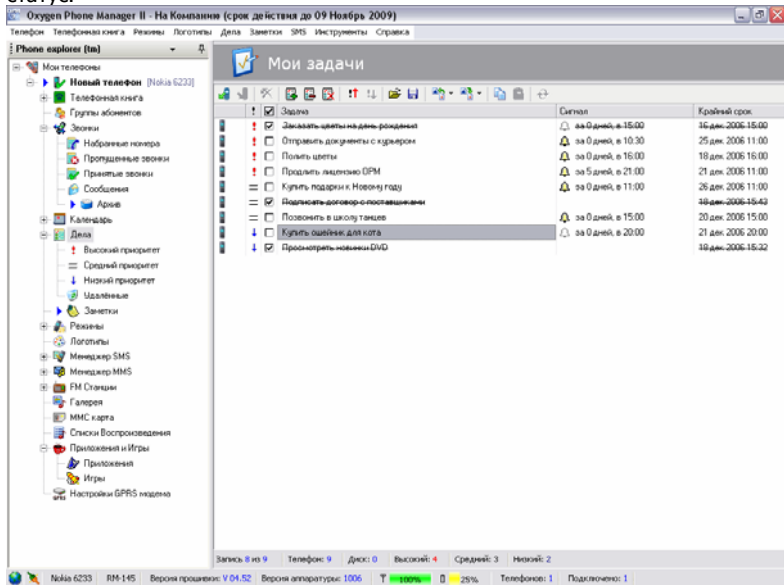 статус.
Oxygen Phone Manager II - На Компанию (срок действия до 09 Ноябрь 2009)
Телефон Телефонная книга Режимы Логотипы Дела Заметки SMS Инструменты Справка
Phone explorer (tm)
Мои задачи
Мои телефоны
Новый телефон [Nokia 6233]
Телефонная книга
Группы абонентов
Звонки
Набранные номера
Пропущенные звонки
Принятые звонки
Сообщения
Архив
Календарь
Дела
Высокий приоритет
Средний приоритет
Низкий приоритет
Удалённые
Заметки
Режимы
Логотипы
Менеджер SMS
Менеджер MMS
FM Станции
Галерея
MMC карта
Списки Воспроизведения
Приложения и Игры
Приложения
Игры
Настройки GPRS модема
! Задача Сигнал Крайний срок
! Заказать цветы на день рождения за 0 дней, в 15:00 16 дек 2006 15:00
! Отправить документы с курьером за 0 дней, в 10:30 25 дек 2006 11:00
! Полить цветы за 0 дней, в 16:00 18 дек 2006 16:00
! Продлить лицензию OPM за 5 дней, в 21:00 21 дек 2006 11:00
Купить подарки к Новому году за 0 дней, в 11:00 26 дек 2006 11:00
Подписать договор с поставщиками 18 дек 2006 15:43
Позвонить в школу танцев за 0 дней, в 15:00 20 дек 2006 15:00
Купить ошейник для кота за 0 дней, в 20:00 21 дек 2006 20:00
Просмотреть новинки DVD 19 дек 2006 15:32
Запись 8 из 9 Телефон: 9 Диск: 0 Высокий: 4 Средний: 3 Низкий: 2
Nokia 6233 RM-145 Версия прошивки: V 04.52 Версия аппаратуры: 1006 100% 25% Телефонов: 1 Подключено: 1